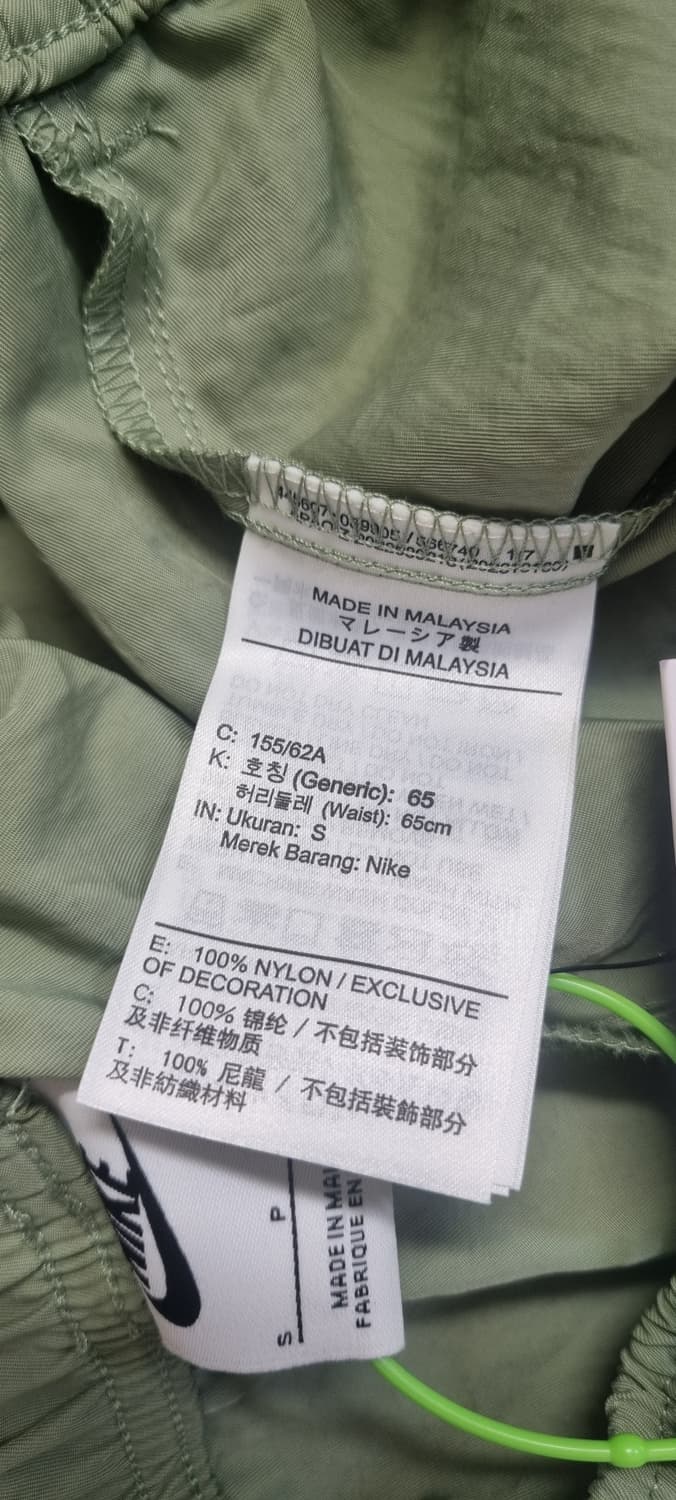 MADE IN MALAYSIA
マレーシア製
DIBUAT DI MALAYSIA
C: 155/62A
K: 호칭 (Generic): 65
허리둘레 (Waist): 65cm
IN: Ukuran: S
Merek Barang: Nike
E: 100% NYLON / EXCLUSIVE
OF DECORATION
C: 100% 锦纶 / 不包括装饰部分
及非纤维物质
T: 100% 尼龍 / 不包括裝飾部分
及非紡織材料
NIKE
S P
MADE IN MA
FABRIQUE EN